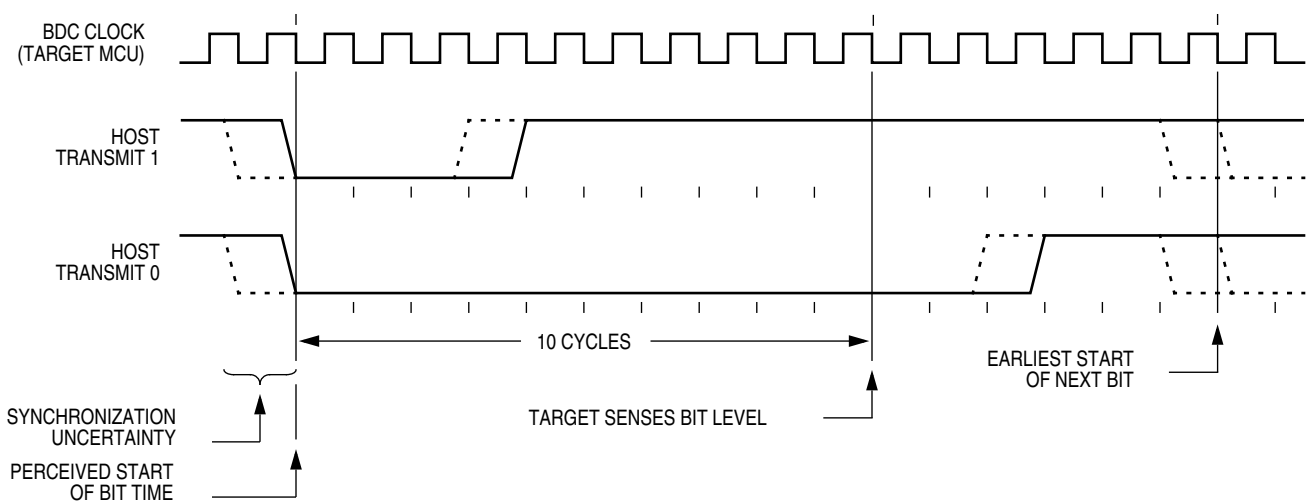 BDC CLOCK
(TARGET MCU)
HOST
TRANSMIT 1
HOST
TRANSMIT 0
10 CYCLES
EARLIEST START
OF NEXT BIT
TARGET SENSES BIT LEVEL
SYNCHRONIZATION
UNCERTAINTY
PERCEIVED START
OF BIT TIME